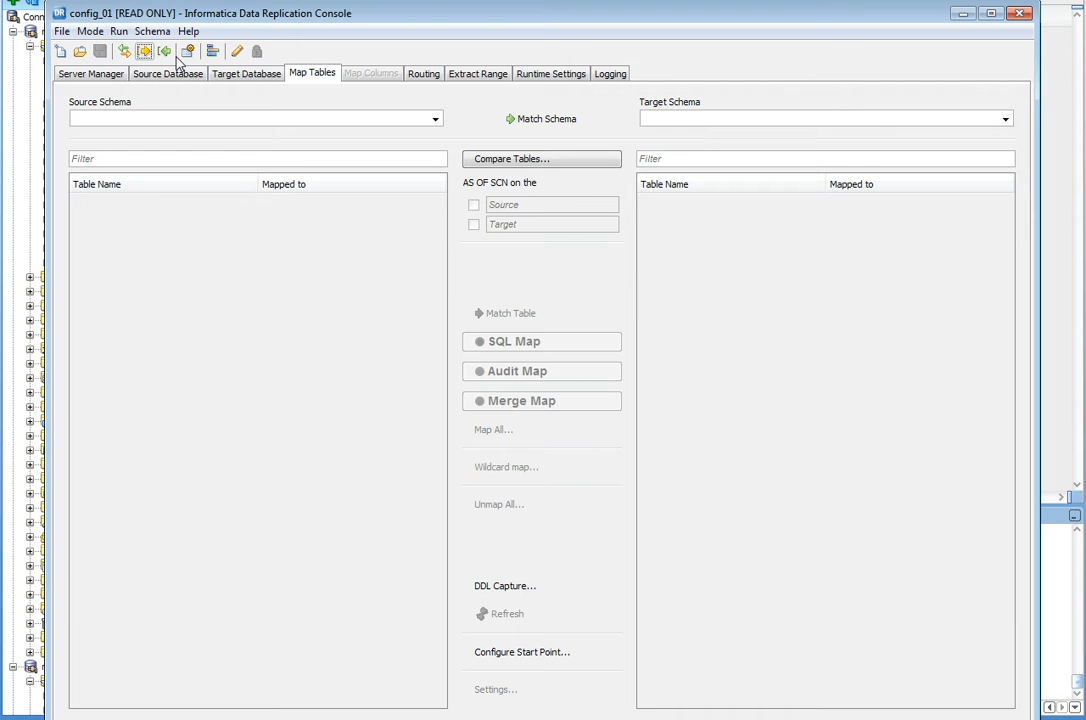 Conn
config_01 [READ ONLY] - Informatica Data Replication Console
File Mode Run Schema Help
Server Manager Source Database Target Database Map Tables Map Columns Routing Extract Range Runtime Settings Logging
Source Schema
Target Schema
Match Schema
Filter
Compare Tables...
Filter
Table Name Mapped to
AS OF SCN on the
Table Name Mapped to
Source
Target
Match Table
SQL Map
Audit Map
Merge Map
Map All...
Wildcard map...
Unmap All...
DDL Capture...
Refresh
Configure Start Point...
Settings...